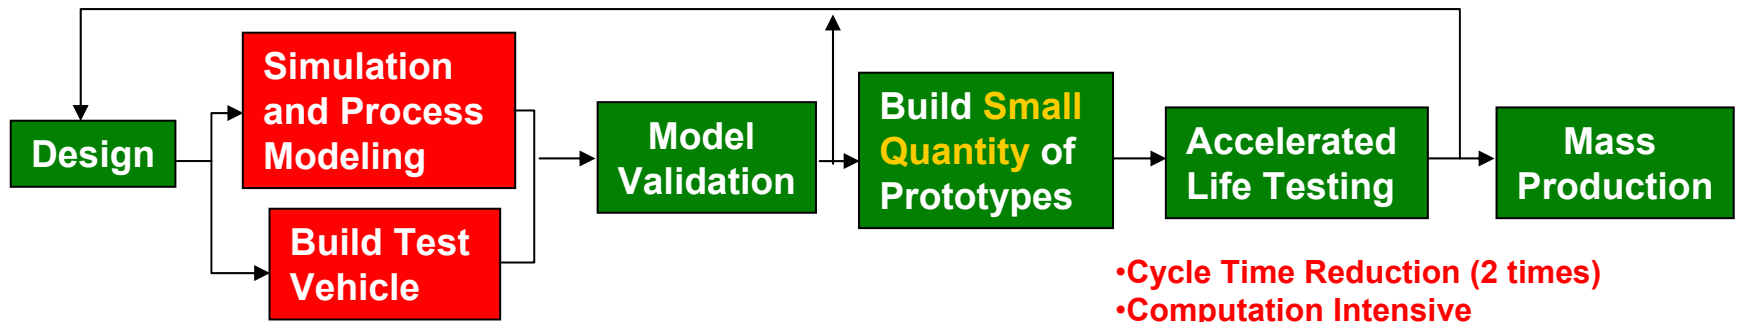 Design
Simulation
and Process
Modeling
Build Test
Vehicle
Model
Validation
Build Small
Quantity of
Prototypes
Accelerated
Life Testing
Mass
Production
•Cycle Time Reduction (2 times)
•Computation Intensive